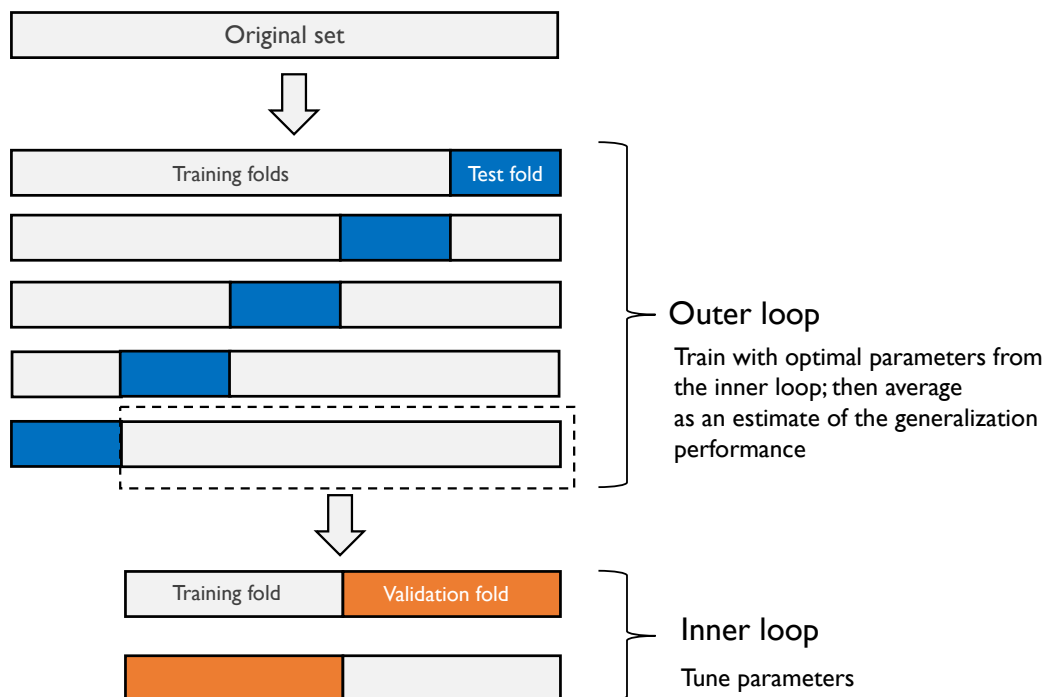 Original set
Training folds
Test fold
Outer loop
Train with optimal parameters from
the inner loop; then average
as an estimate of the generalization
performance
Training fold
Validation fold
Inner loop
Tune parameters